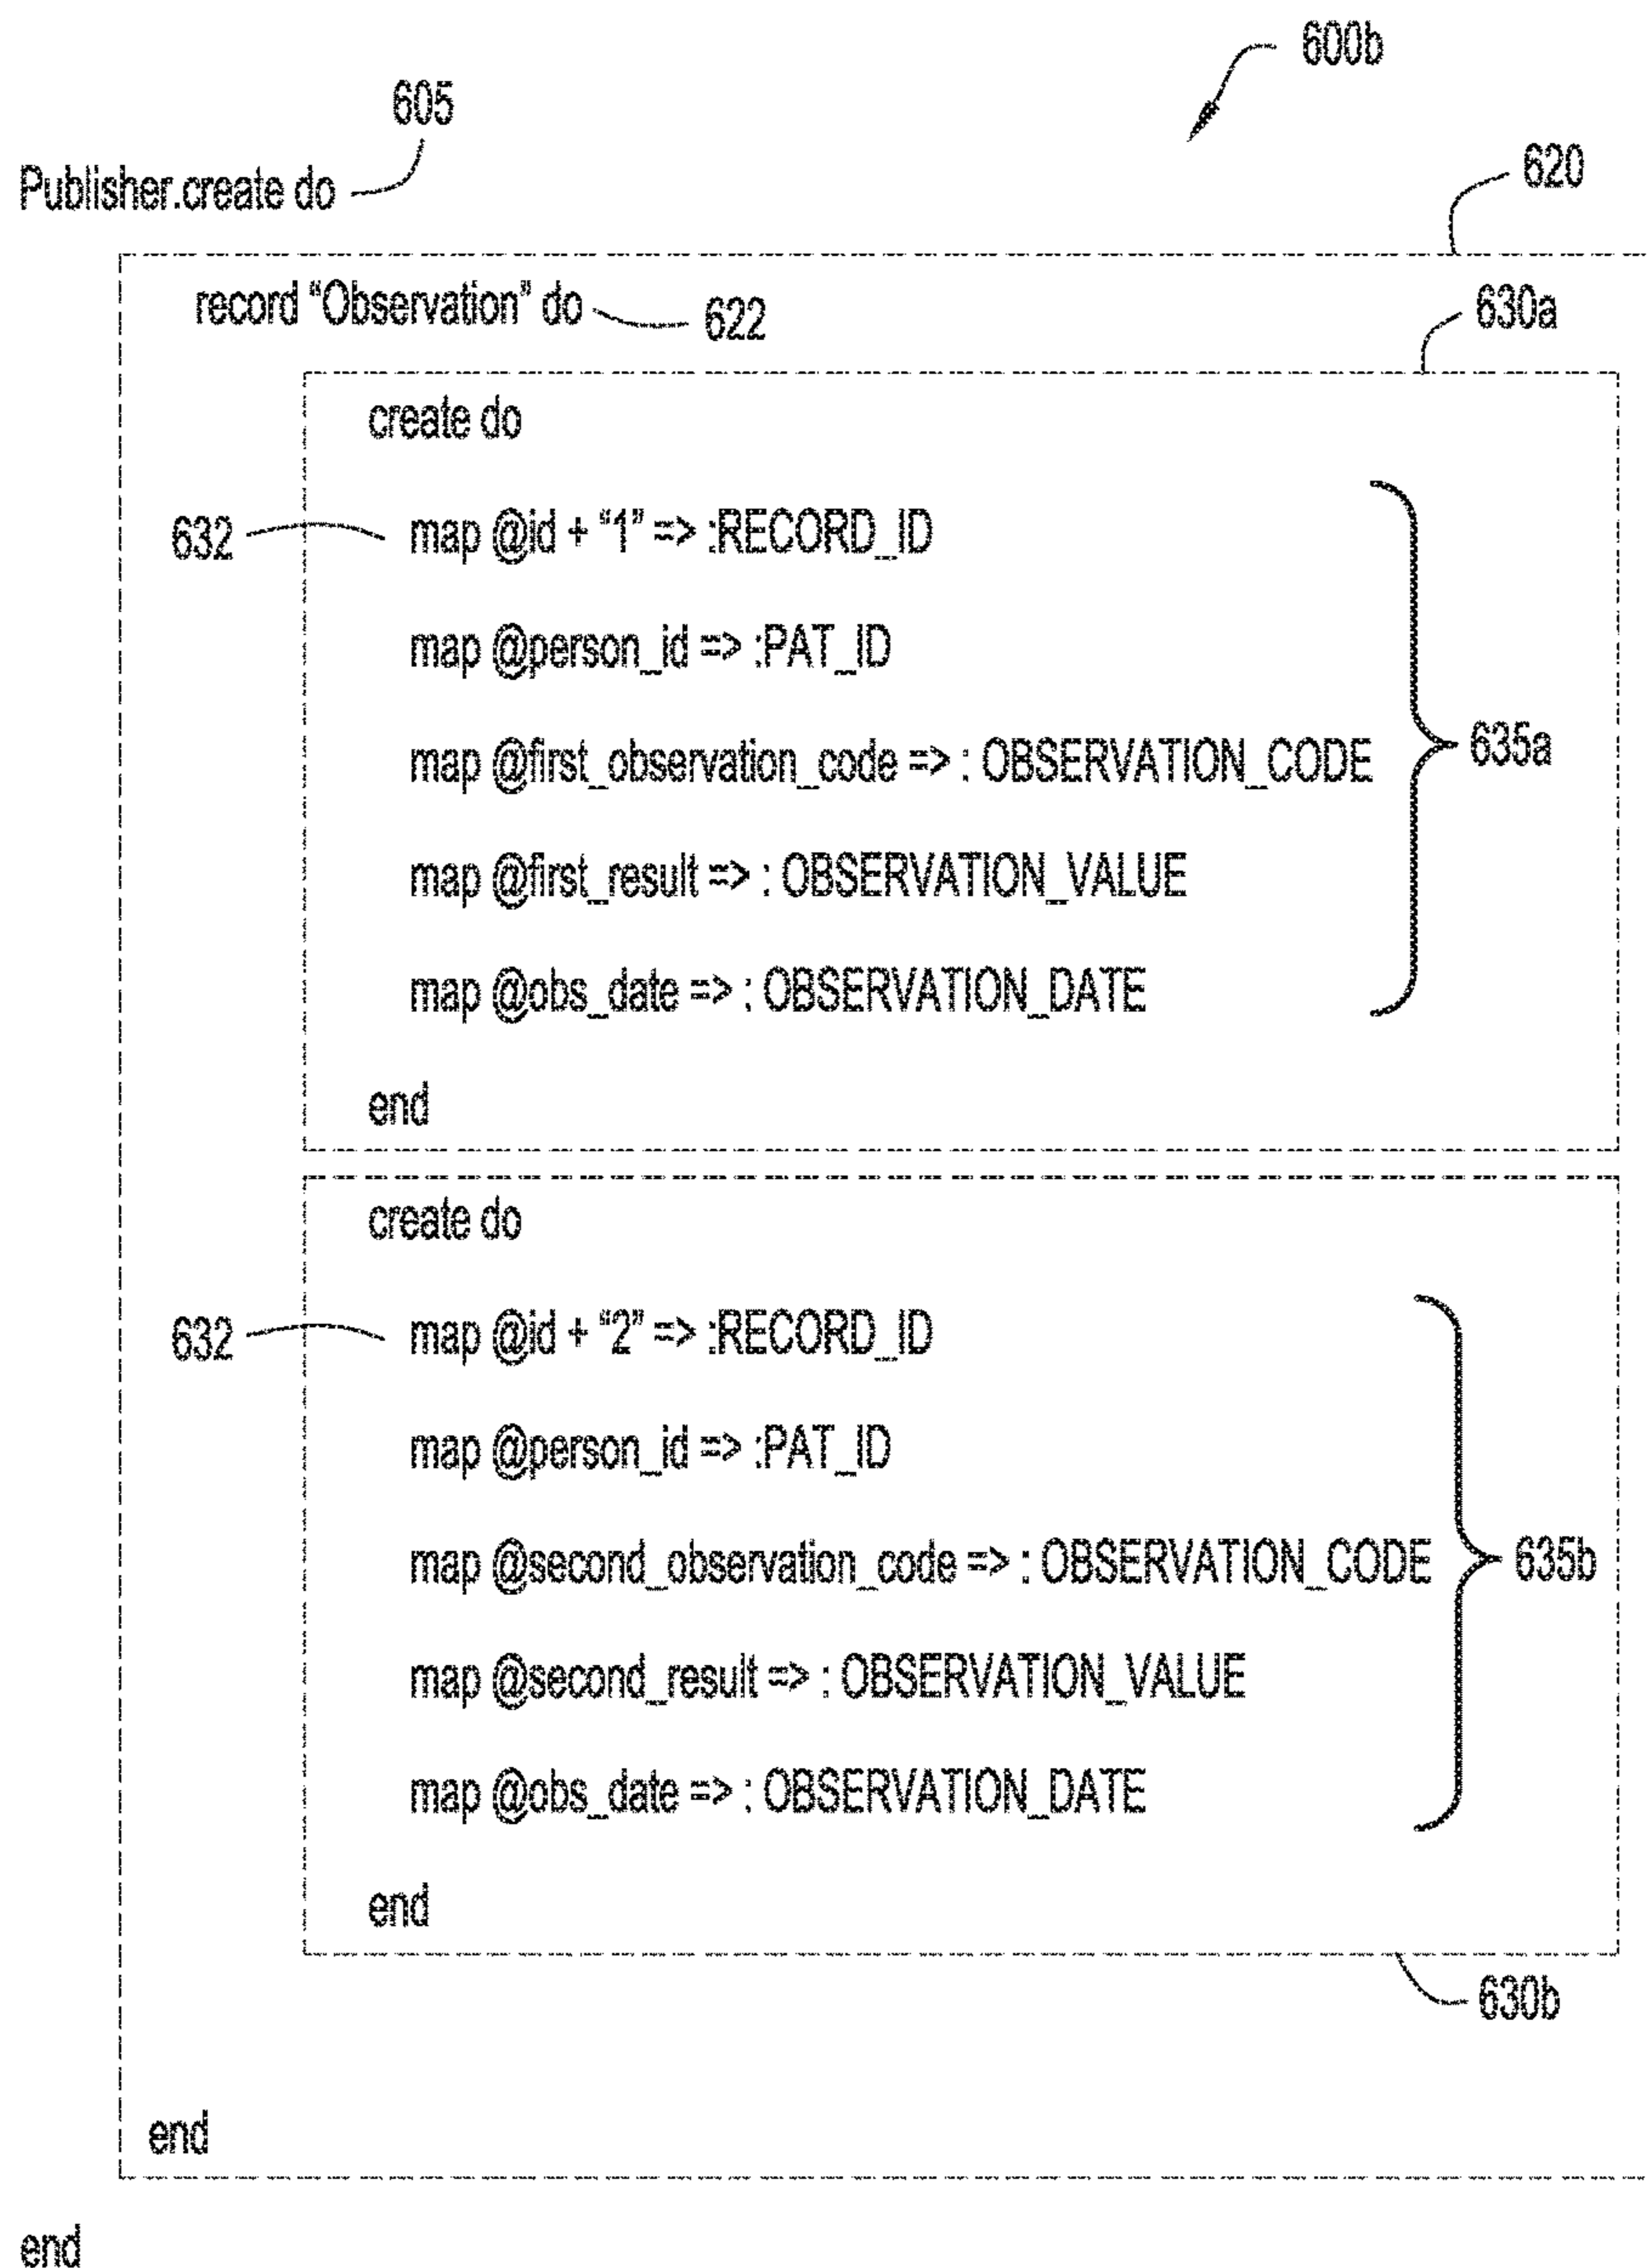 600b
605
Publisher.create do
620
record “Observation” do
622
630a
create do
632
map @id + “1” => :RECORD_ID
map @person_id => :PAT_ID
map @first_observation_code => : OBSERVATION_CODE
635a
map @first_result => : OBSERVATION_VALUE
map @obs_date => : OBSERVATION_DATE
end
create do
632
map @id + “2” => :RECORD_ID
map @person_id => :PAT_ID
map @second_observation_code => : OBSERVATION_CODE
635b
map @second_result => : OBSERVATION_VALUE
map @obs_date => : OBSERVATION_DATE
end
630b
end
end